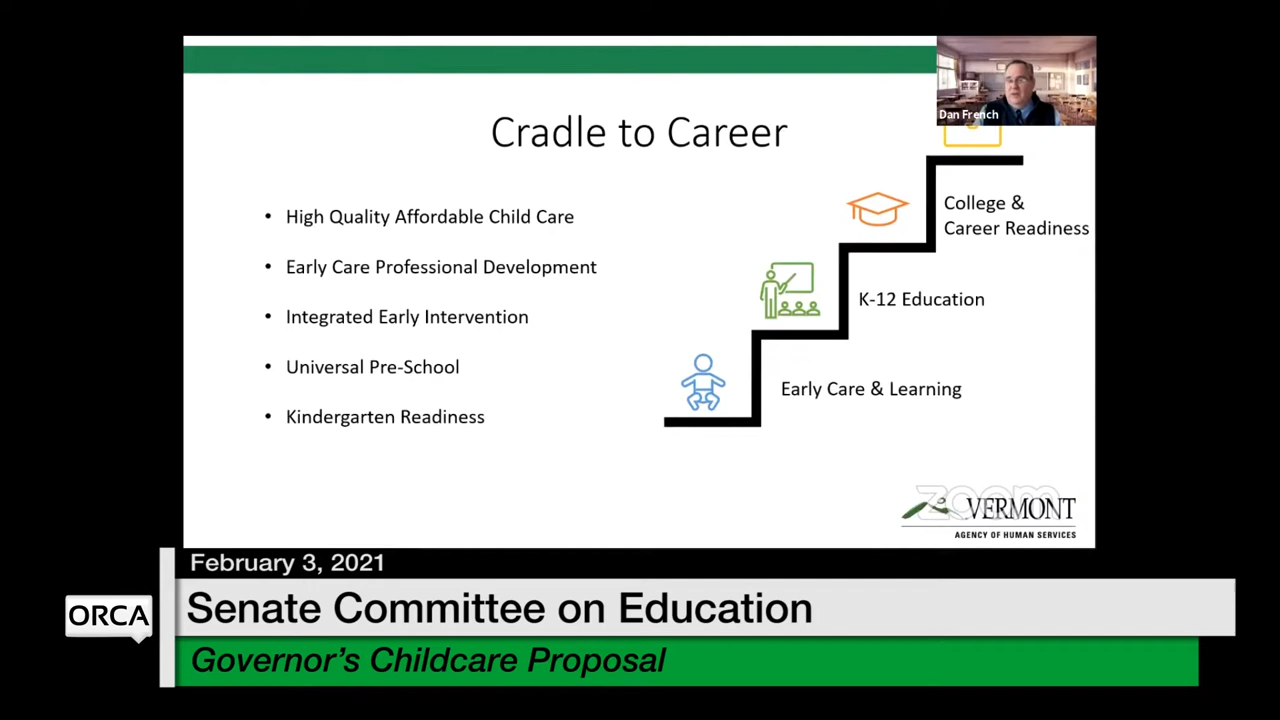 Dan French
Cradle to Career
• High Quality Affordable Child Care
• Early Care Professional Development
• Integrated Early Intervention
• Universal Pre-School
• Kindergarten Readiness
College &
Career Readiness
K-12 Education
Early Care & Learning
zoom
VERMONT
AGENCY OF HUMAN SERVICES
February 3, 2021
ORCA
Senate Committee on Education
Governor's Childcare Proposal